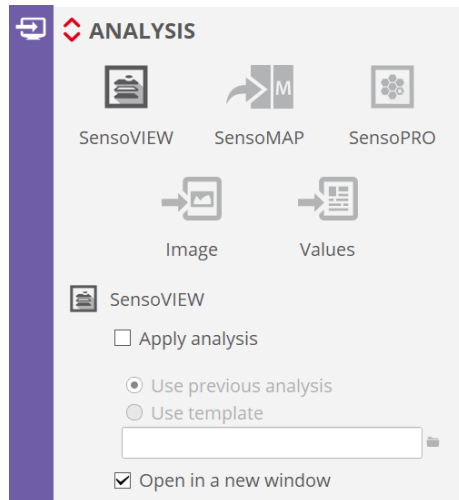 ANALYSIS
SensoVIEW SensoMAP SensoPRO
Image Values
SensoVIEW
Apply analysis
Use previous analysis
Use template
Open in a new window